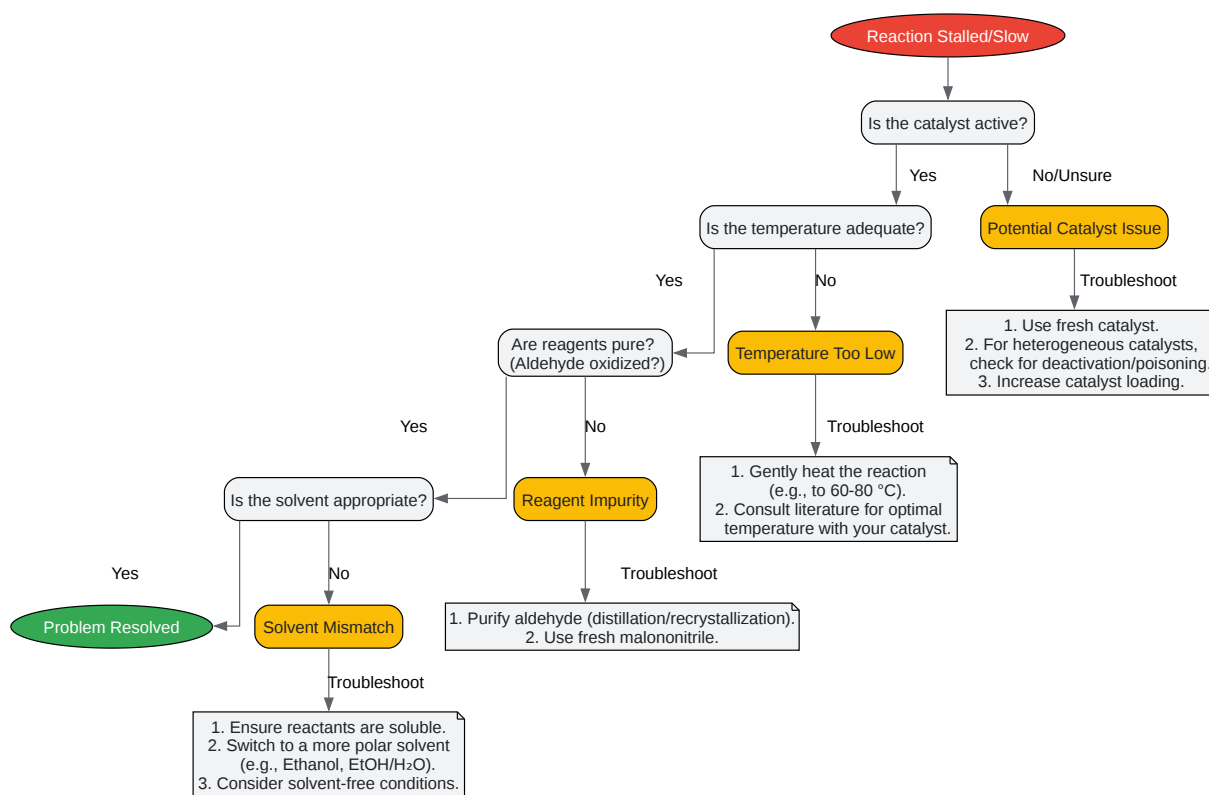 Reaction Stalled/Slow
Is the catalyst active?
Yes
No/Unsure
Is the temperature adequate?
Potential Catalyst Issue
Yes
No
Troubleshoot
Are reagents pure?
(Aldehyde oxidized?)
Temperature Too Low
1. Use fresh catalyst.
2. For heterogeneous catalysts,
check for deactivation/poisoning.
3. Increase catalyst loading.
Yes
No
Troubleshoot
Is the solvent appropriate?
Reagent Impurity
1. Gently heat the reaction
(e.g., to 60-80 °C).
2. Consult literature for optimal
temperature with your catalyst.
Yes
No
Troubleshoot
Problem Resolved
Solvent Mismatch
1. Purify aldehyde (distillation/recrystallization).
2. Use fresh malononitrile.
Troubleshoot
1. Ensure reactants are soluble.
2. Switch to a more polar solvent
(e.g., Ethanol, EtOH/H₂O).
3. Consider solvent-free conditions.